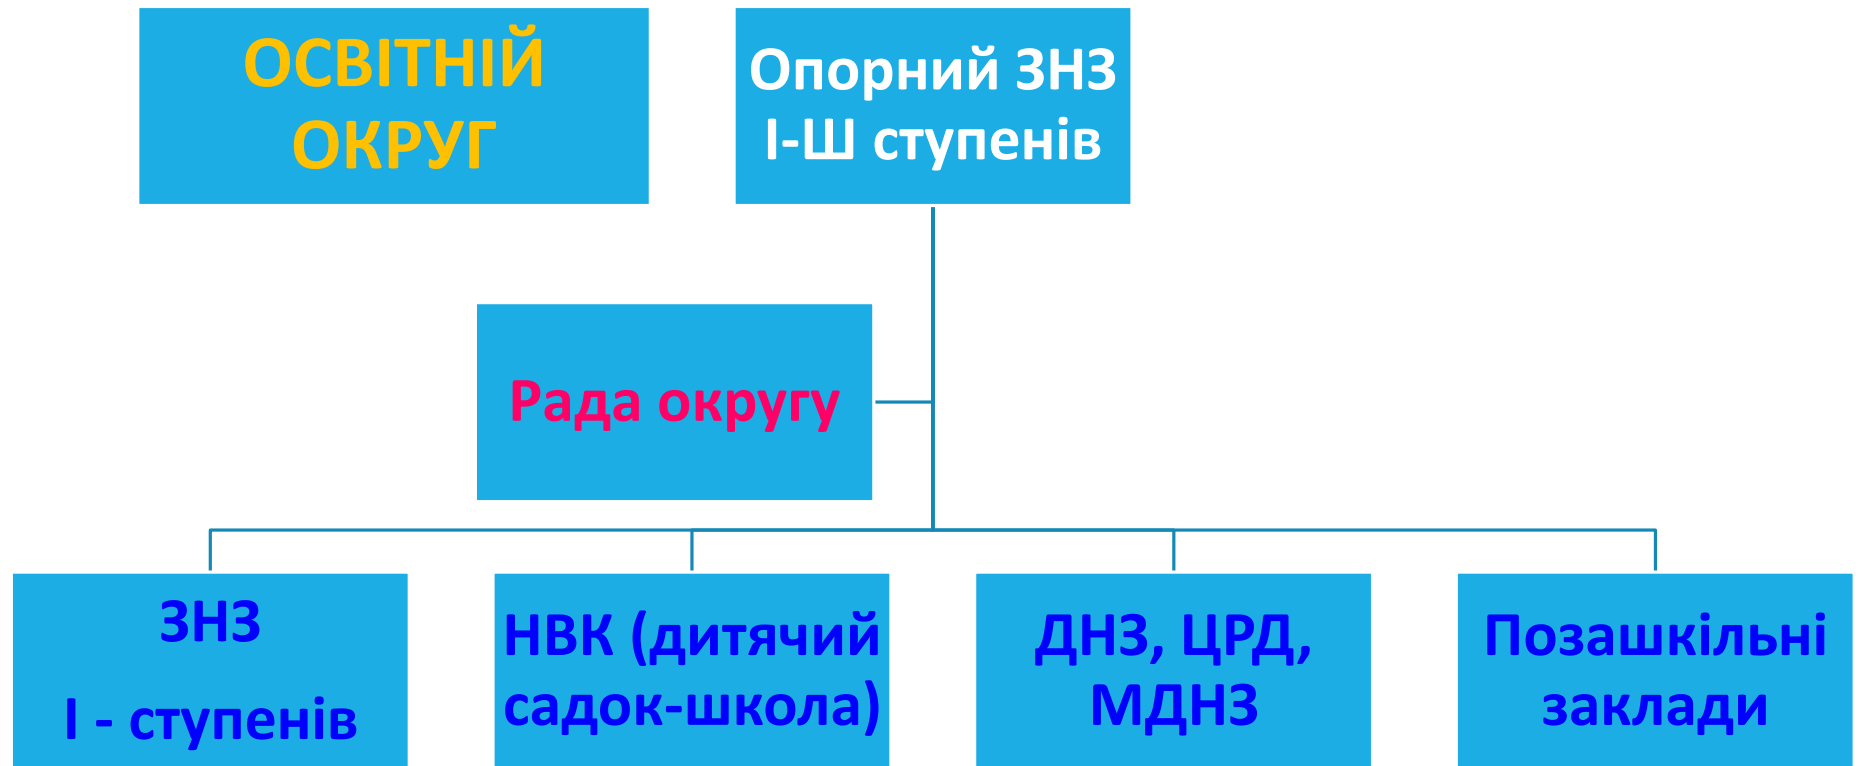 ОСВІТНІЙ
ОКРУГ
Опорний ЗНЗ
І-Ш ступенів
Рада округу
ЗНЗ
І - ступенів
НВК (дитячий
садок-школа)
ДНЗ, ЦРД,
МДНЗ
Позашкільні
заклади